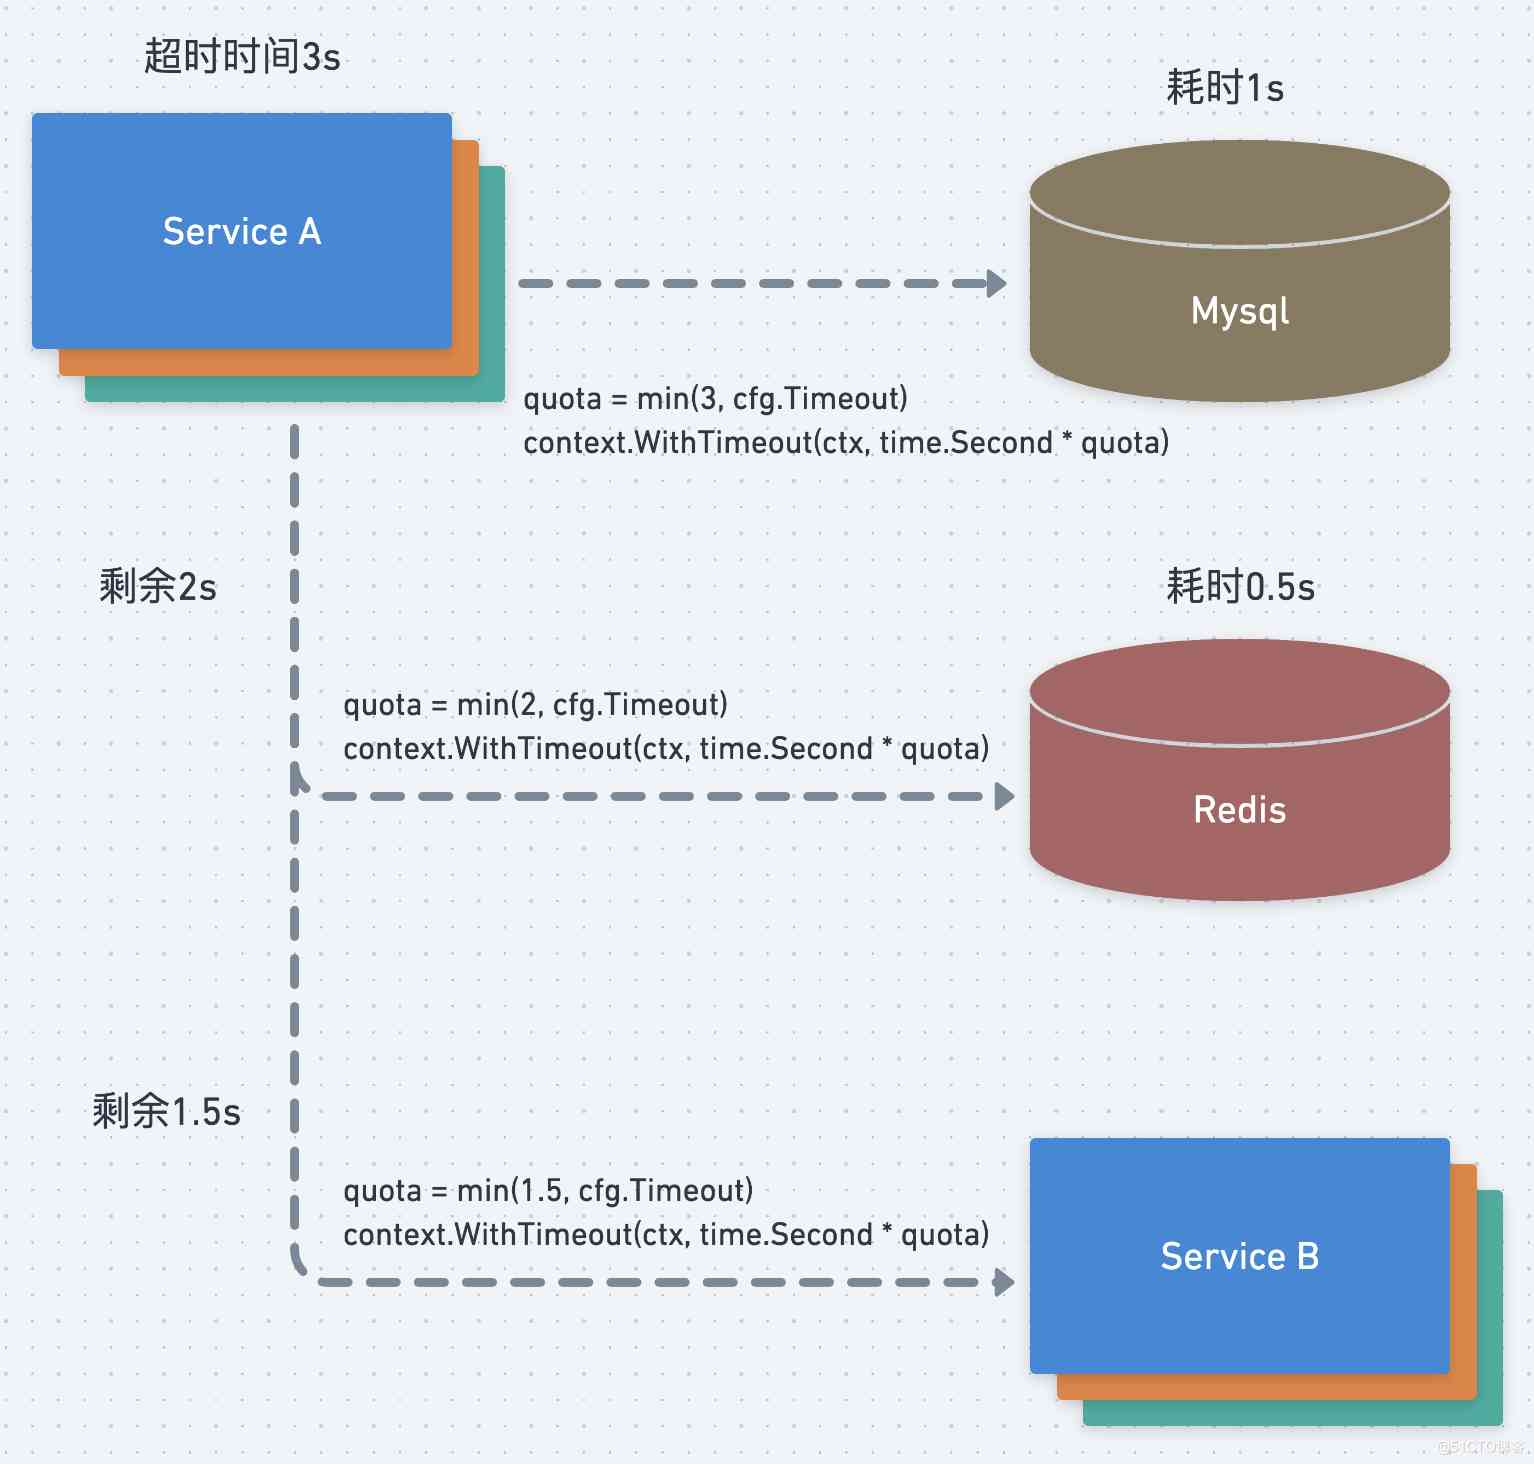 超时时间3s
耗时1s
Service A
Mysql
quota = min(3, cfg.Timeout)
context.WithTimeout(ctx, time.Second * quota)
剩余2s
耗时0.5s
quota = min(2, cfg.Timeout)
context.WithTimeout(ctx, time.Second * quota)
Redis
剩余1.5s
quota = min(1.5, cfg.Timeout)
context.WithTimeout(ctx, time.Second * quota)
Service B
@51CTO博客